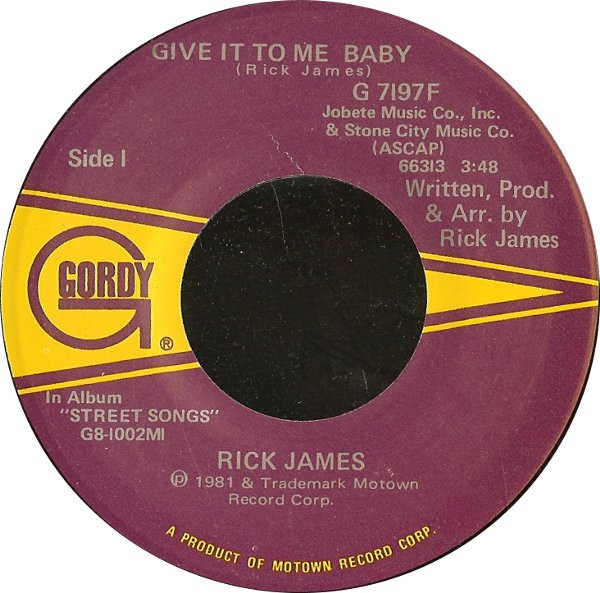 GIVE IT TO ME BABY
(Rick James)
G 7197F
Jobete Music Co., Inc.
& Stone City Music Co.
(ASCAP)
66313 3:48
Side 1
Written, Prod.
& Arr. by
Rick James
GORDY
®
In Album
"STREET SONGS"
G8-1002M1
RICK JAMES
℗ 1981 & Trademark Motown
Record Corp.
A PRODUCT OF MOTOWN RECORD CORP.